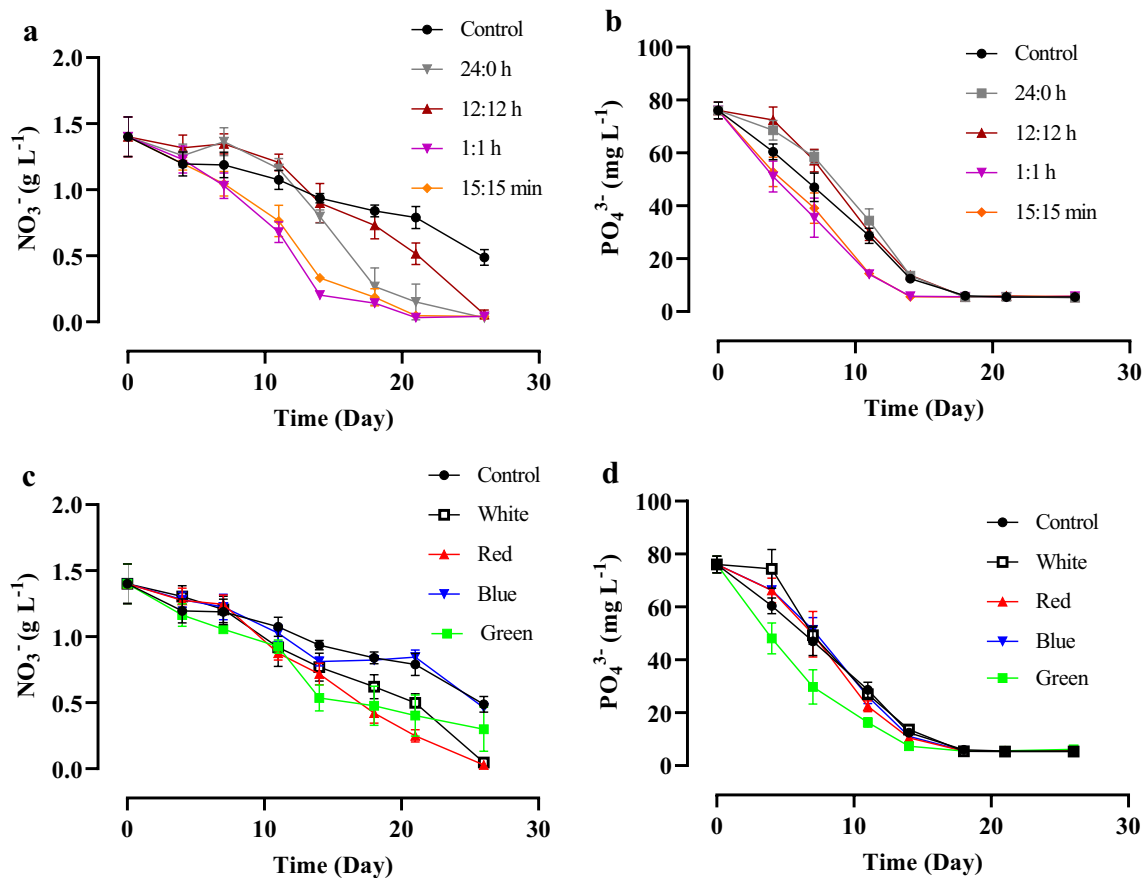 a
Control
24:0 h
12:12 h
1:1 h
15:15 min
NO₃⁻ (g L⁻¹)
2.0
1.5
1.0
0.5
0.0
0 10 20 30
Time (Day)
b
Control
24:0 h
12:12 h
1:1 h
15:15 min
PO₄³⁻ (mg L⁻¹)
100
80
60
40
20
0
0 10 20 30
Time (Day)
c
Control
White
Red
Blue
Green
NO₃⁻ (g L⁻¹)
2.0
1.5
1.0
0.5
0.0
0 10 20 30
Time (Day)
d
Control
White
Red
Blue
Green
PO₄³⁻ (mg L⁻¹)
100
80
60
40
20
0
0 10 20 30
Time (Day)